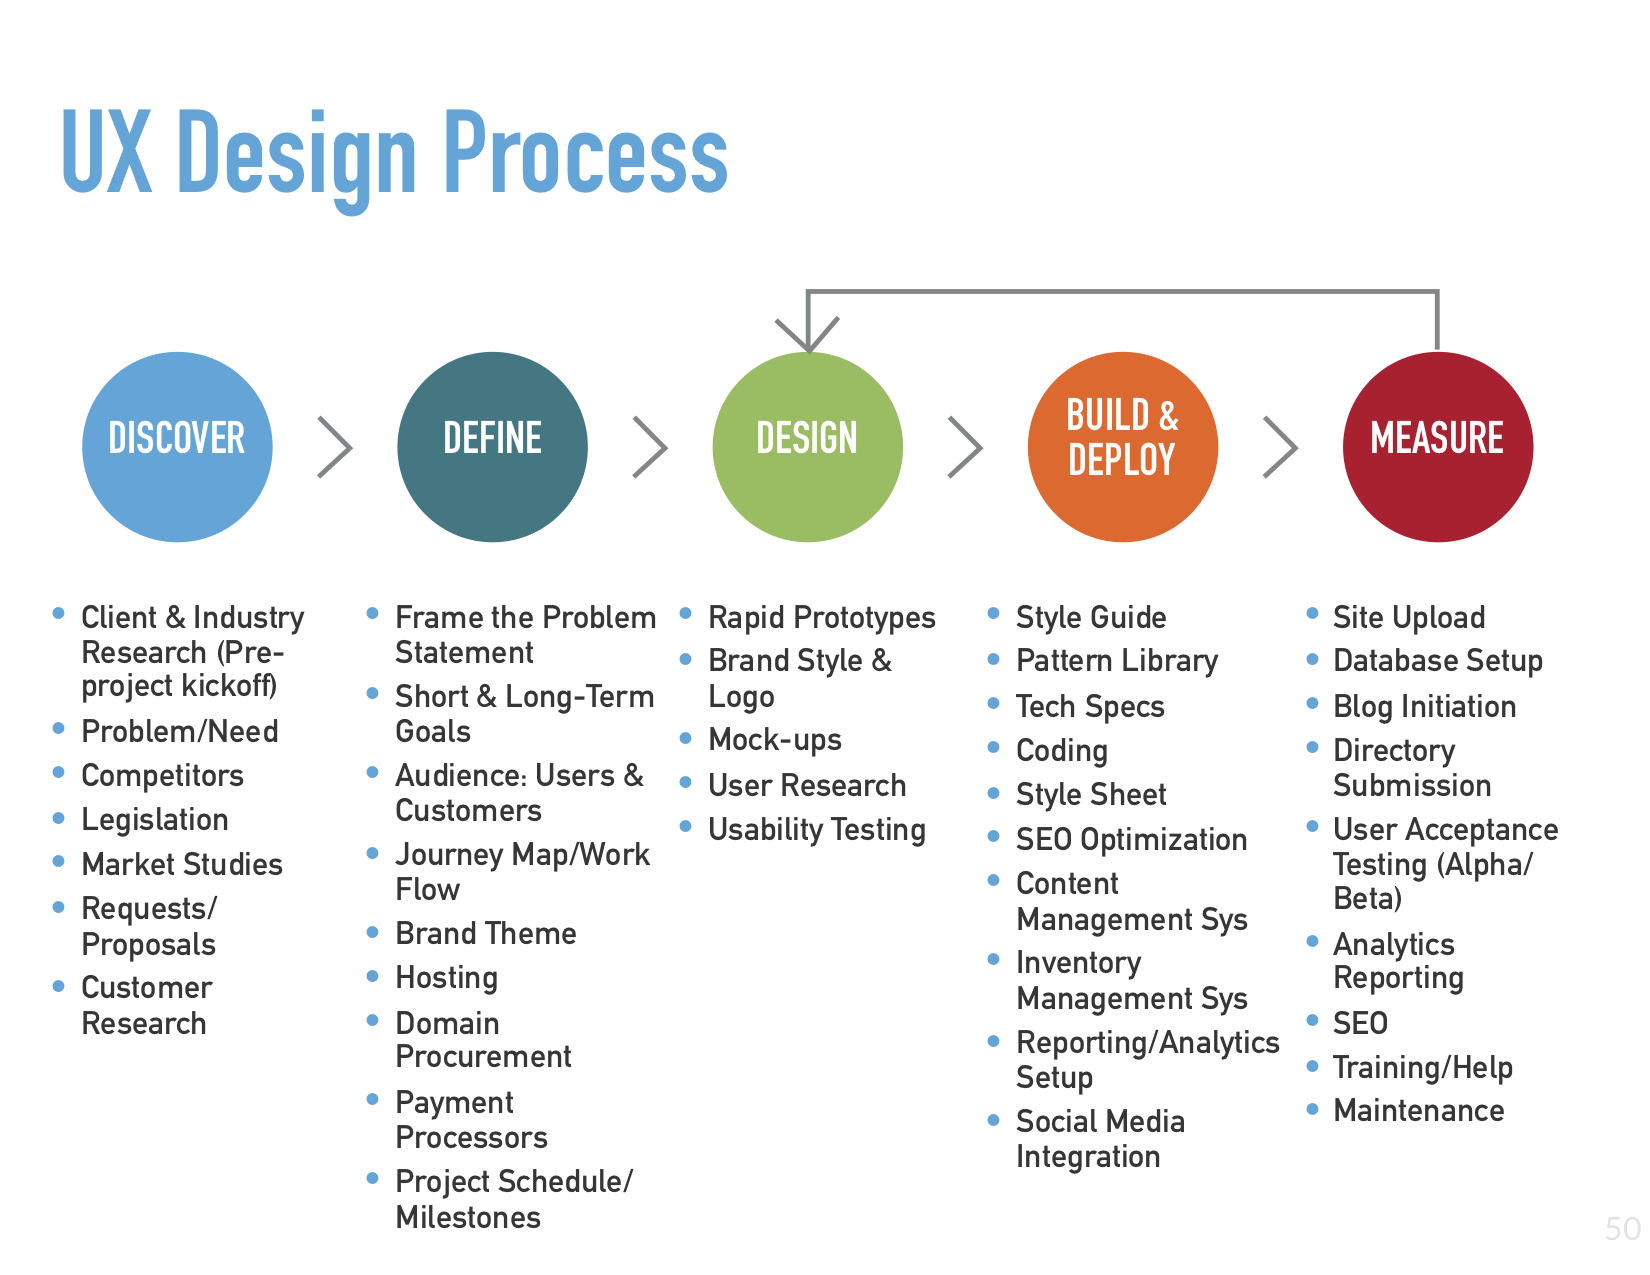 UX Design Process
DISCOVER
DEFINE
DESIGN
BUILD &
DEPLOY
MEASURE
• Client & Industry
Research (Pre-
project kickoff)
• Problem/Need
• Competitors
• Legislation
• Market Studies
• Requests/
Proposals
• Customer
Research
• Frame the Problem
Statement
• Short & Long-Term
Goals
• Audience: Users &
Customers
• Journey Map/Work
Flow
• Brand Theme
• Hosting
• Domain
Procurement
• Payment
Processors
• Project Schedule/
Milestones
• Rapid Prototypes
• Brand Style &
Logo
• Mock-ups
• User Research
• Usability Testing
• Style Guide
• Pattern Library
• Tech Specs
• Coding
• Style Sheet
• SEO Optimization
• Content
Management Sys
• Inventory
Management Sys
• Reporting/Analytics
Setup
• Social Media
Integration
• Site Upload
• Database Setup
• Blog Initiation
• Directory
Submission
• User Acceptance
Testing (Alpha/
Beta)
• Analytics
Reporting
• SEO
• Training/Help
• Maintenance
50